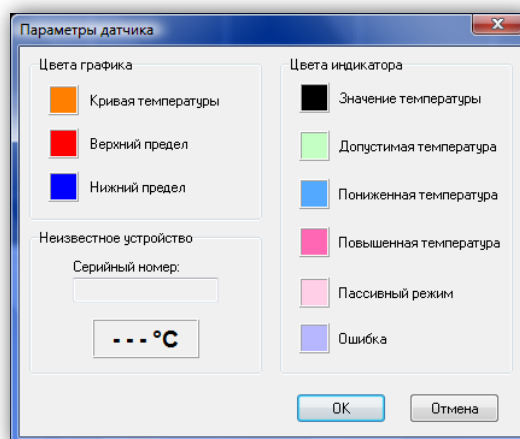 Параметры датчика
Цвета графика
Кривая температуры
Верхний предел
Нижний предел
Неизвестное устройство
Серийный номер:
- - - °C
Цвета индикатора
Значение температуры
Допустимая температура
Пониженная температура
Повышенная температура
Пассивный режим
Ошибка
OK
Отмена